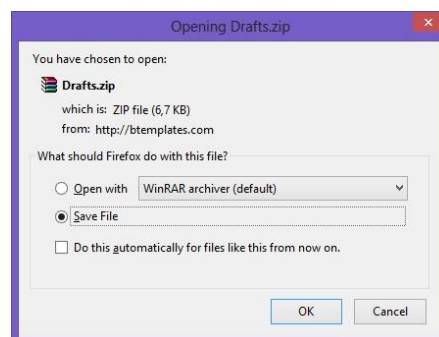 Opening Drafts.zip
You have chosen to open:
Drafts.zip
which is: ZIP file (6,7 KB)
from: http://btemplates.com
What should Firefox do with this file?
Open with WinRAR archiver (default)
Save File
Do this automatically for files like this from now on.
OK Cancel